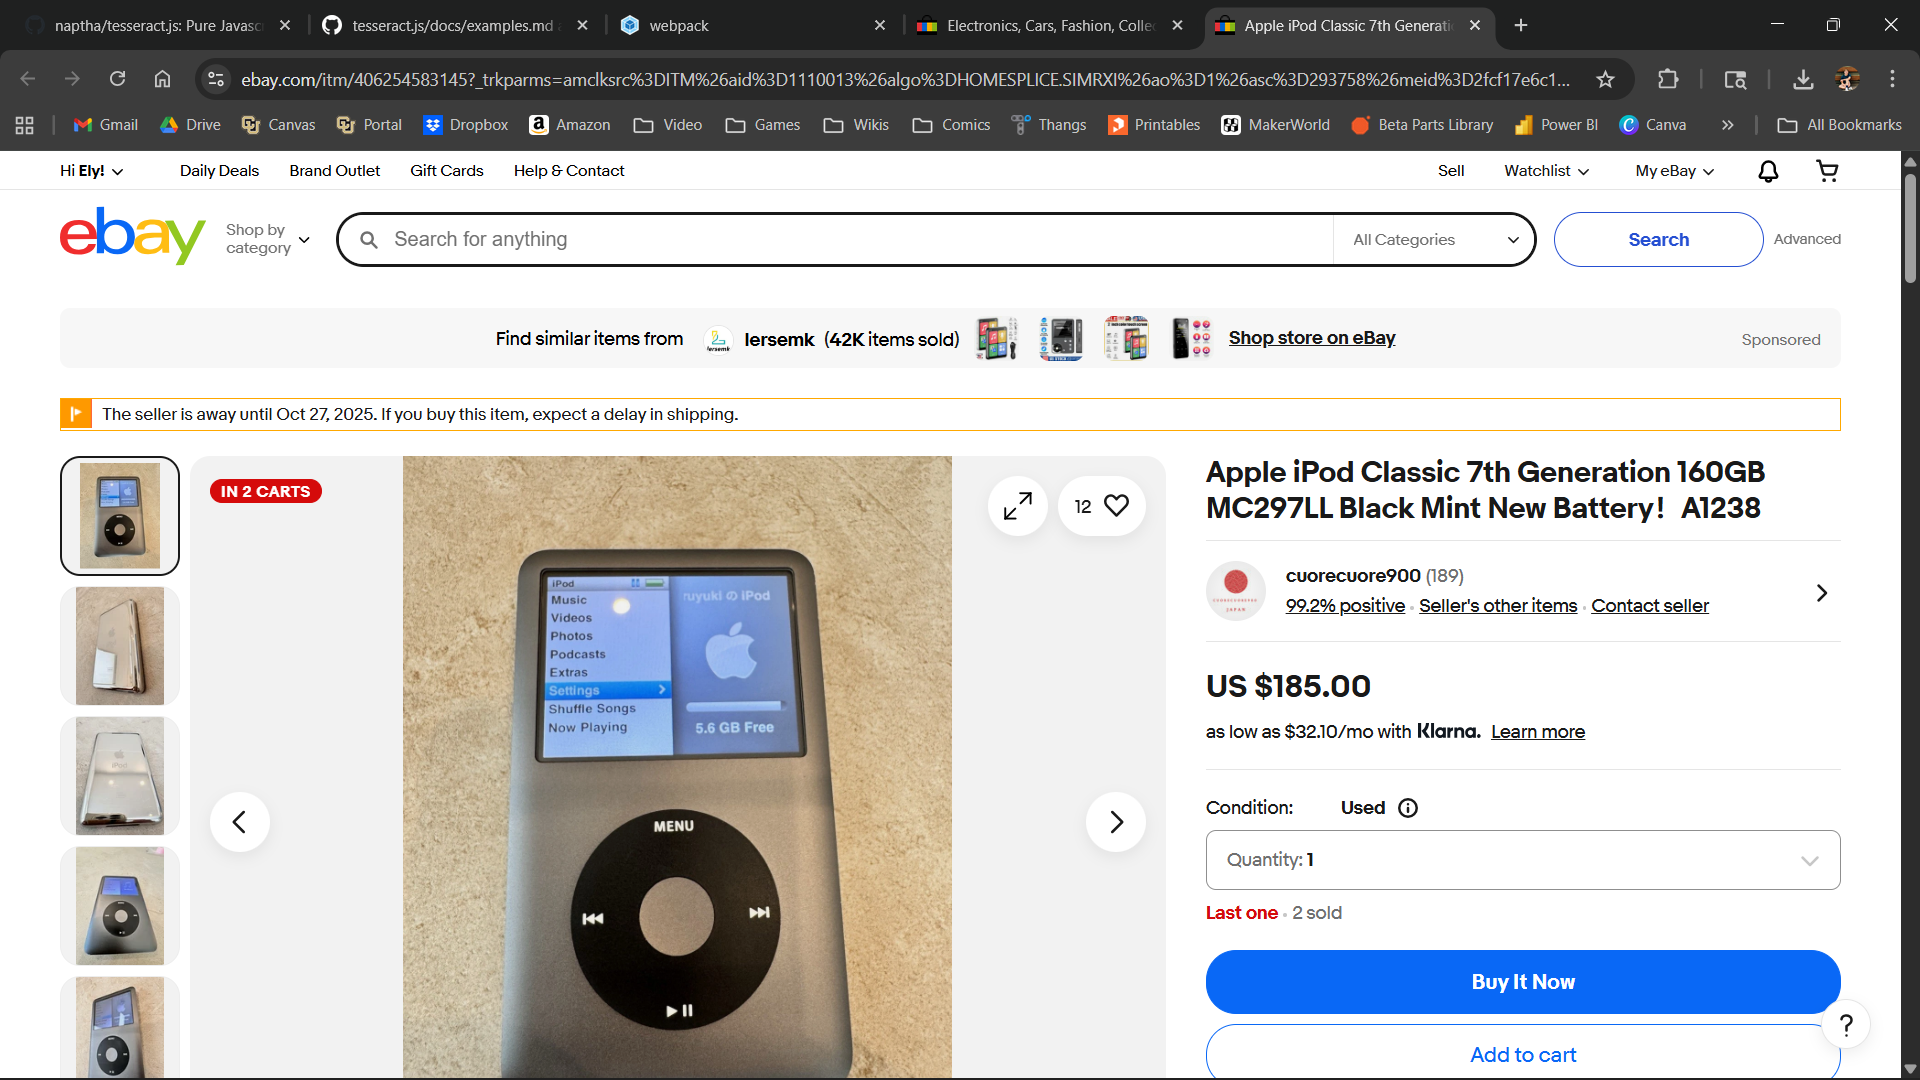 naptha/tesseract.js: Pure Javasc
tesseract.js/docs/examples.md
webpack
Electronics, Cars, Fashion, Collec
Apple iPod Classic 7th Generati
ebay.com/itm/406254583145?_trkparms=amclksrc%3DITM%26aid%3D1110013%26algo%3DHOMESPLICE.SIMRXI%26ao%3D1%26asc%3D293758%26meid%3D2fcf17e6c1...
Gmail Drive Canvas Portal Dropbox Amazon Video Games Wikis Comics Thangs Printables MakerWorld Beta Parts Library Power BI Canva » All Bookmarks
Hi Ely! Daily Deals Brand Outlet Gift Cards Help & Contact Sell Watchlist My eBay
ebay
Shop by
category
Search for anything All Categories Search Advanced
Find similar items from lersemk lersemk (42K items sold) Shop store on eBay Sponsored
The seller is away until Oct 27, 2025. If you buy this item, expect a delay in shipping.
IN 2 CARTS
12
iPod
Music
Videos
Photos
Podcasts
Extras
Settings
Shuffle Songs
Now Playing
ruyuki の iPod
5.6 GB Free
MENU
Apple iPod Classic 7th Generation 160GB
MC297LL Black Mint New Battery！ A1238
cuorecuore900 (189)
99.2% positive · Seller's other items · Contact seller
US $185.00
as low as $32.10/mo with Klarna. Learn more
Condition: Used
Quantity: 1
Last one · 2 sold
Buy It Now
?
Add to cart